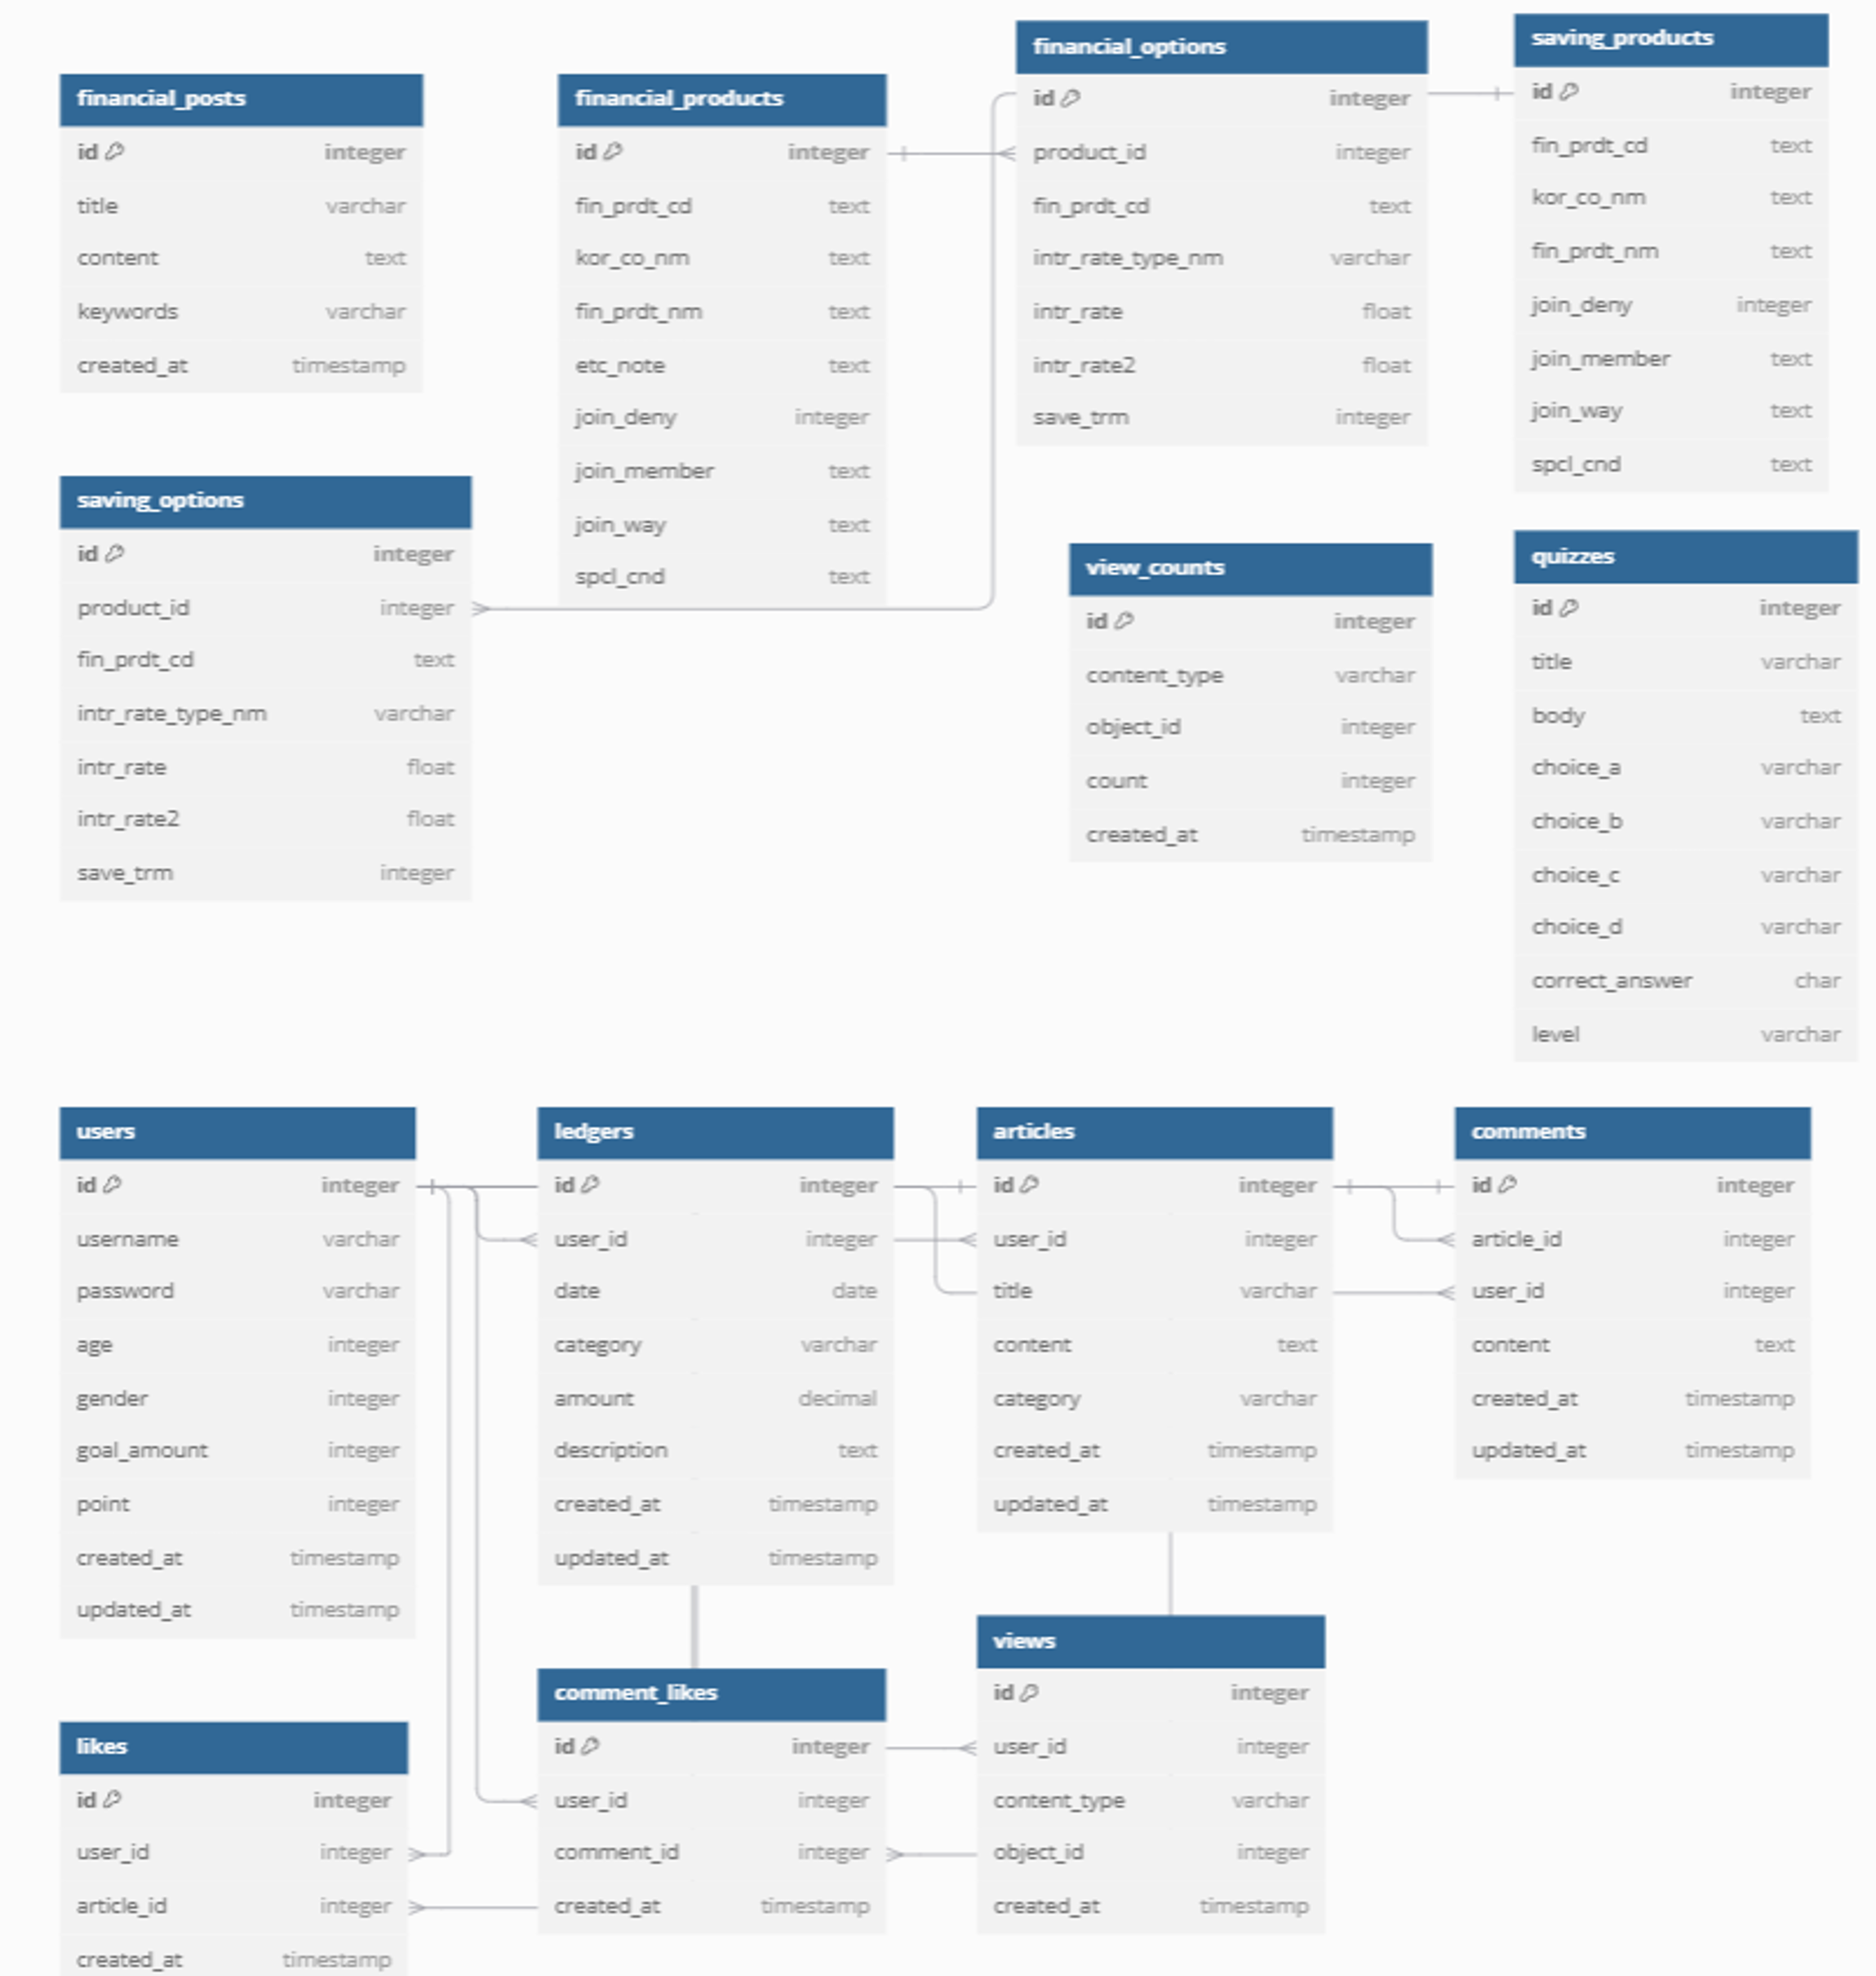 financial_posts
id integer
title varchar
content text
keywords varchar
created_at timestamp
financial_products
id integer
fin_prdt_cd text
kor_co_nm text
fin_prdt_nm text
etc_note text
join_deny integer
join_member text
join_way text
spcl_cnd text
financial_options
id integer
product_id integer
fin_prdt_cd text
intr_rate_type_nm varchar
intr_rate float
intr_rate2 float
save_trm integer
saving_products
id integer
fin_prdt_cd text
kor_co_nm text
fin_prdt_nm text
join_deny integer
join_member text
join_way text
spcl_cnd text
saving_options
id integer
product_id integer
fin_prdt_cd text
intr_rate_type_nm varchar
intr_rate float
intr_rate2 float
save_trm integer
view_counts
id integer
content_type varchar
object_id integer
count integer
created_at timestamp
quizzes
id integer
title varchar
body text
choice_a varchar
choice_b varchar
choice_c varchar
choice_d varchar
correct_answer char
level varchar
users
id integer
username varchar
password varchar
age integer
gender integer
goal_amount integer
point integer
created_at timestamp
updated_at timestamp
ledgers
id integer
user_id integer
date date
category varchar
amount decimal
description text
created_at timestamp
updated_at timestamp
articles
id integer
user_id integer
title varchar
content text
category varchar
created_at timestamp
updated_at timestamp
comments
id integer
article_id integer
user_id integer
content text
created_at timestamp
updated_at timestamp
likes
id integer
user_id integer
article_id integer
created_at timestamp
comment_likes
id integer
user_id integer
comment_id integer
created_at timestamp
views
id integer
user_id integer
content_type varchar
object_id integer
created_at timestamp